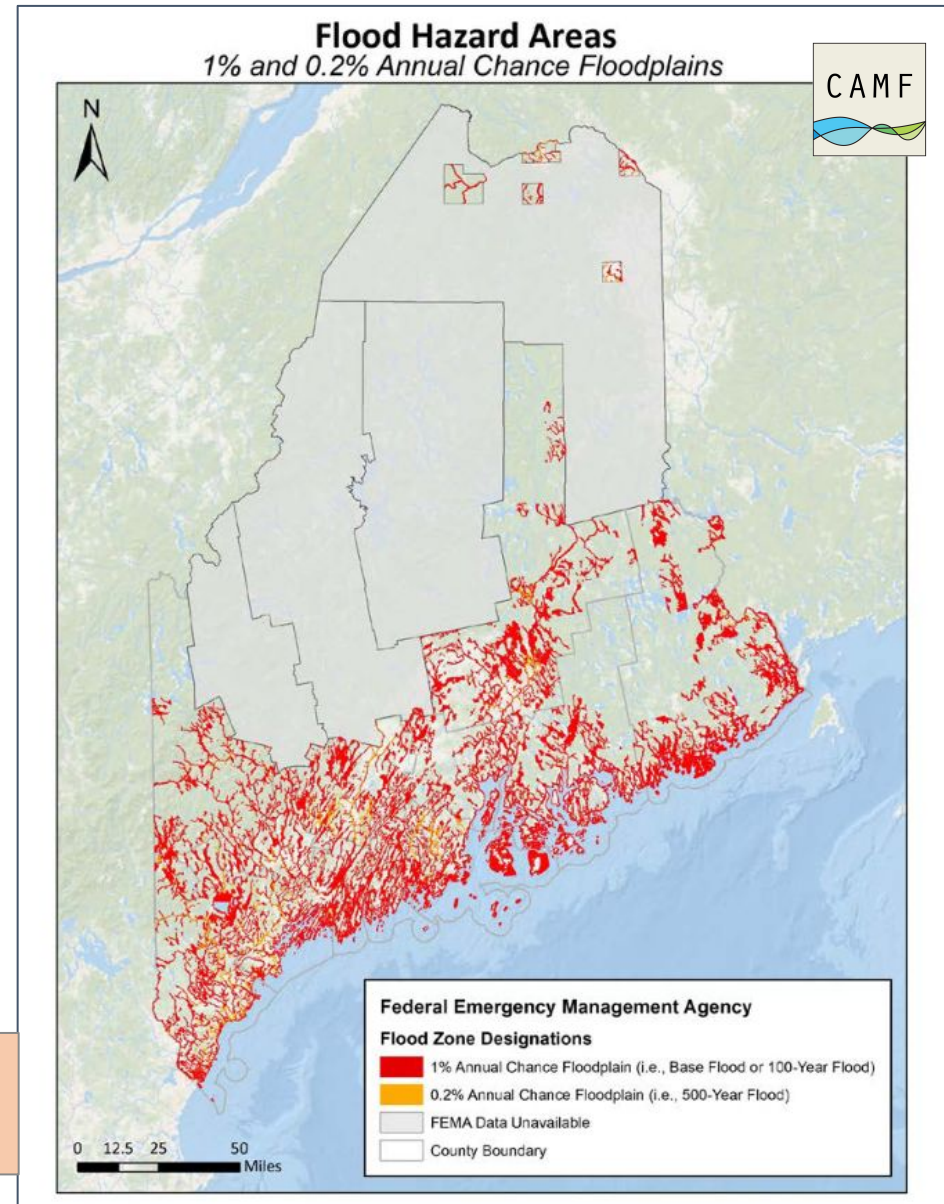 Flood Hazard Areas
1% and 0.2% Annual Chance Floodplains
CAMF
N
Federal Emergency Management Agency
Flood Zone Designations
1% Annual Chance Floodplain (i.e., Base Flood or 100-Year Flood)
0.2% Annual Chance Floodplain (i.e., 500-Year Flood)
FEMA Data Unavailable
County Boundary
0 12.5 25 50
Miles